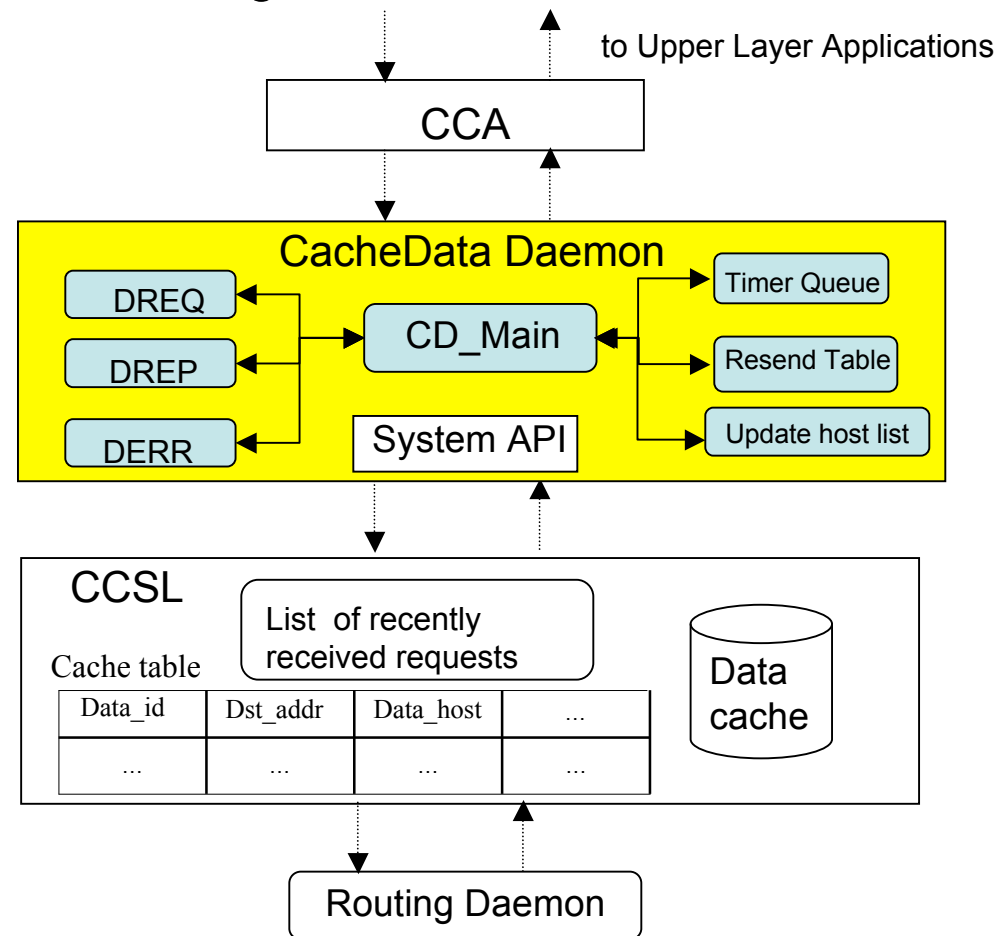 to Upper Layer Applications
CCA
CacheData Daemon
DREQ
DREP
DERR
CD_Main
System API
Timer Queue
Resend Table
Update host list
CCSL
List of recently
received requests
Cache table
Data_id Dst_addr Data_host ...
... ... ... ...
Data
cache
Routing Daemon